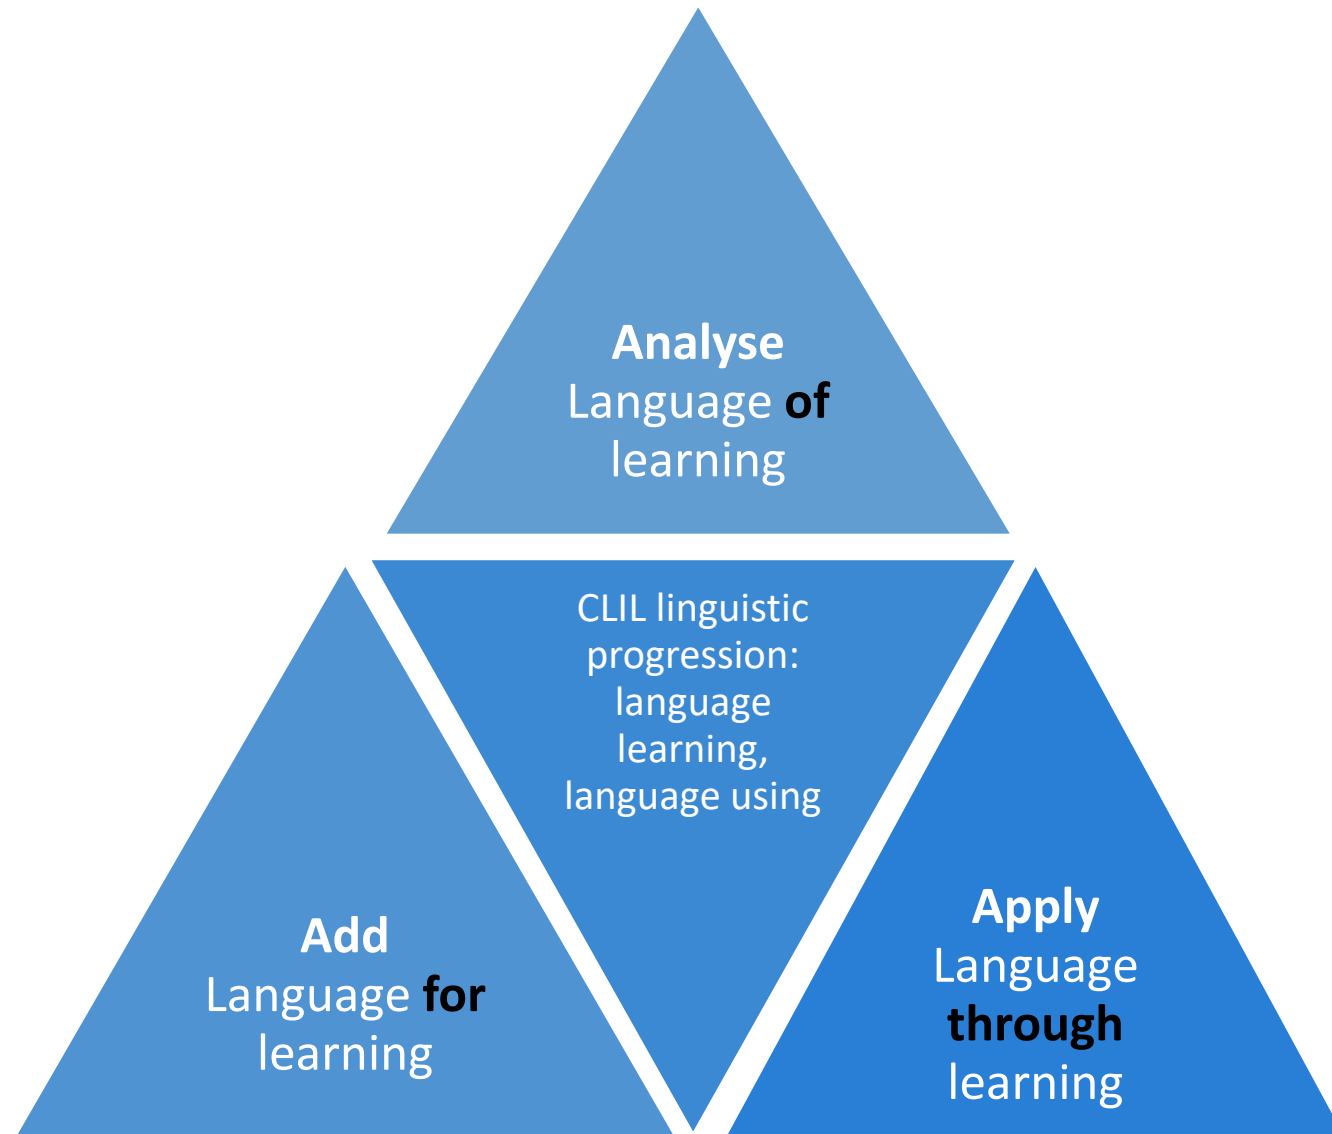 Analyse
Language of
learning
CLIL linguistic
progression:
language
learning,
language using
Add
Language for
learning
Apply
Language
through
learning